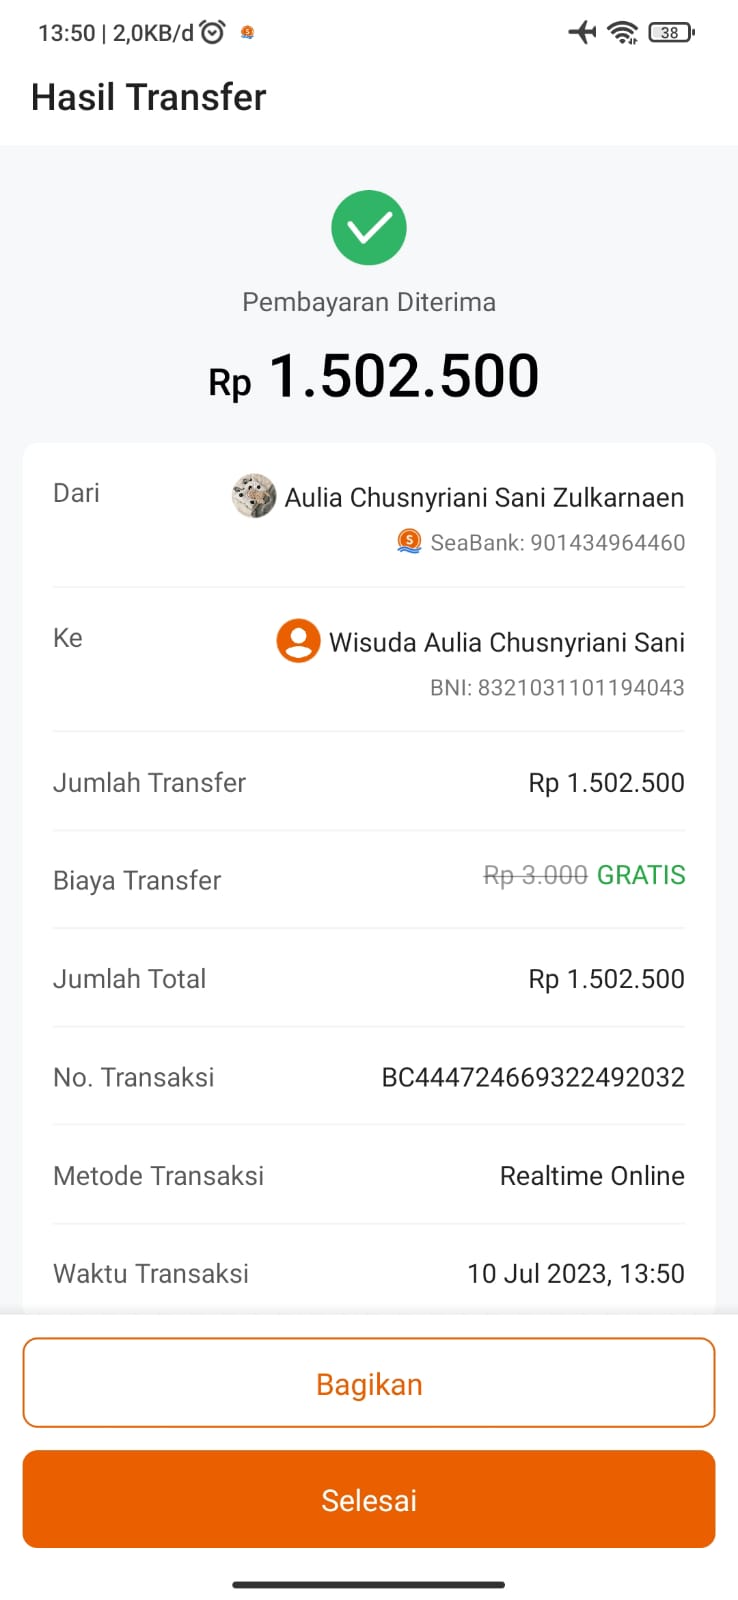 13:50 | 2,0KB/d
38
Hasil Transfer
Pembayaran Diterima
Rp 1.502.500
Dari
Aulia Chusnyriani Sani Zulkarnaen
SeaBank: 901434964460
Ke
Wisuda Aulia Chusnyriani Sani
BNI: 8321031101194043
Jumlah Transfer
Rp 1.502.500
Biaya Transfer
Rp 3.000 GRATIS
Jumlah Total
Rp 1.502.500
No. Transaksi
BC444724669322492032
Metode Transaksi
Realtime Online
Waktu Transaksi
10 Jul 2023, 13:50
Bagikan
Selesai